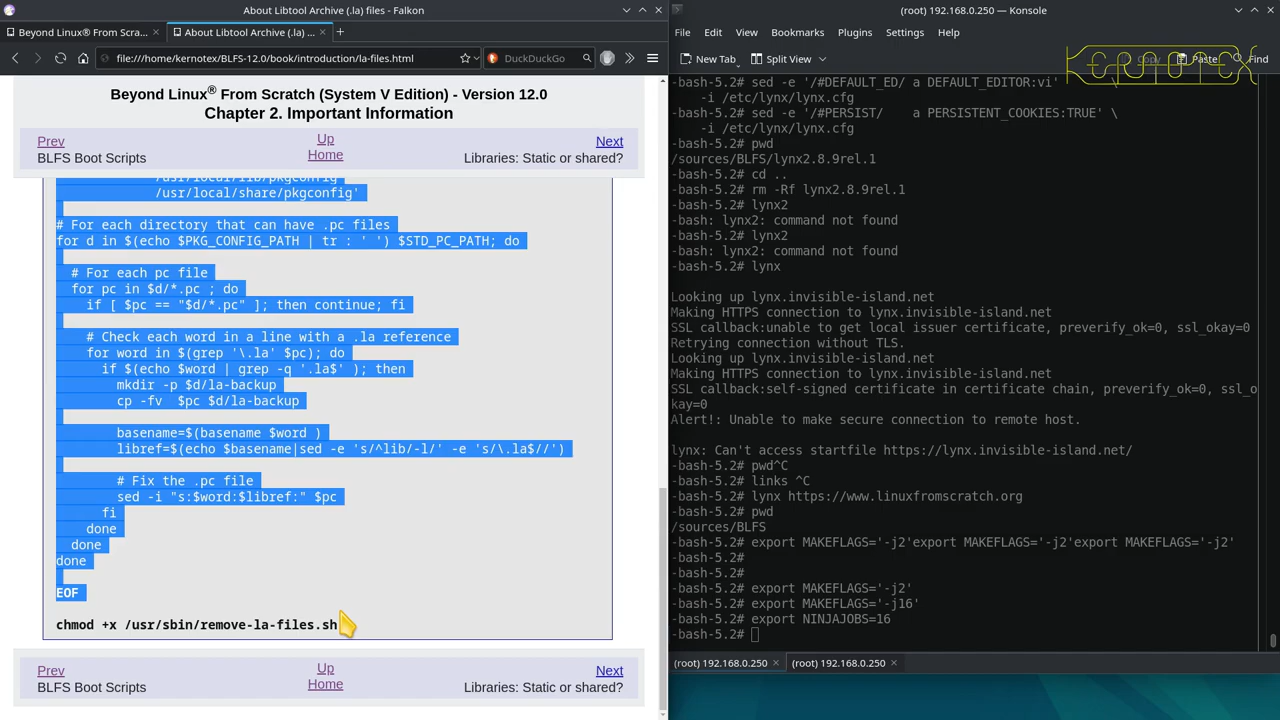 About Libtool Archive (.la) files - Falkon
Beyond Linux® From Scra...
About Libtool Archive (.la) ...
file:///home/kernotex/BLFS-12.0/book/introduction/la-files.html
DuckDuckGo
Beyond Linux® From Scratch (System V Edition) - Version 12.0
Chapter 2. Important Information
Prev
Up
Next
BLFS Boot Scripts
Home
Libraries: Static or shared?
/usr/local/lib/pkgconfig
/usr/local/share/pkgconfig'
# For each directory that can have .pc files
for d in $(echo $PKG_CONFIG_PATH | tr : ' ') $STD_PC_PATH; do
# For each pc file
for pc in $d/*.pc ; do
if [ $pc == "$d/*.pc" ]; then continue; fi
# Check each word in a line with a .la reference
for word in $(grep '\.la' $pc); do
if $(echo $word | grep -q '.la$' ); then
mkdir -p $d/la-backup
cp -fv  $pc $d/la-backup
basename=$(basename $word )
libref=$(echo $basename|sed -e 's/^lib/-l/' -e 's/\.la$//')
# Fix the .pc file
sed -i "s:$word:$libref:" $pc
fi
done
done
done
EOF
chmod +x /usr/sbin/remove-la-files.sh
Prev
Up
Next
BLFS Boot Scripts
Home
Libraries: Static or shared?
(root) 192.168.0.250 — Konsole
File Edit View Bookmarks Plugins Settings Help
New Tab
Split View
Copy
Paste
Find
kernotex
-bash-5.2# sed -e '/#DEFAULT_ED/ a DEFAULT_EDITOR:vi' \
-i /etc/lynx/lynx.cfg
-bash-5.2# sed -e '/#PERSIST/    a PERSISTENT_COOKIES:TRUE' \
-i /etc/lynx/lynx.cfg
-bash-5.2# pwd
/sources/BLFS/lynx2.8.9rel.1
-bash-5.2# cd ..
-bash-5.2# rm -Rf lynx2.8.9rel.1
-bash-5.2# lynx2
-bash: lynx2: command not found
-bash-5.2# lynx2
-bash: lynx2: command not found
-bash-5.2# lynx
Looking up lynx.invisible-island.net
Making HTTPS connection to lynx.invisible-island.net
SSL callback:unable to get local issuer certificate, preverify_ok=0, ssl_okay=0
Retrying connection without TLS.
Looking up lynx.invisible-island.net
Making HTTPS connection to lynx.invisible-island.net
SSL callback:self-signed certificate in certificate chain, preverify_ok=0, ssl_o
kay=0
Alert!: Unable to make secure connection to remote host.
lynx: Can't access startfile https://lynx.invisible-island.net/
-bash-5.2# pwd^C
-bash-5.2# links ^C
-bash-5.2# lynx https://www.linuxfromscratch.org
-bash-5.2# pwd
/sources/BLFS
-bash-5.2# export MAKEFLAGS='-j2'export MAKEFLAGS='-j2'export MAKEFLAGS='-j2'
-bash-5.2#
-bash-5.2#
-bash-5.2# export MAKEFLAGS='-j2'
-bash-5.2# export MAKEFLAGS='-j16'
-bash-5.2# export NINJAJOBS=16
-bash-5.2#
(root) 192.168.0.250
(root) 192.168.0.250